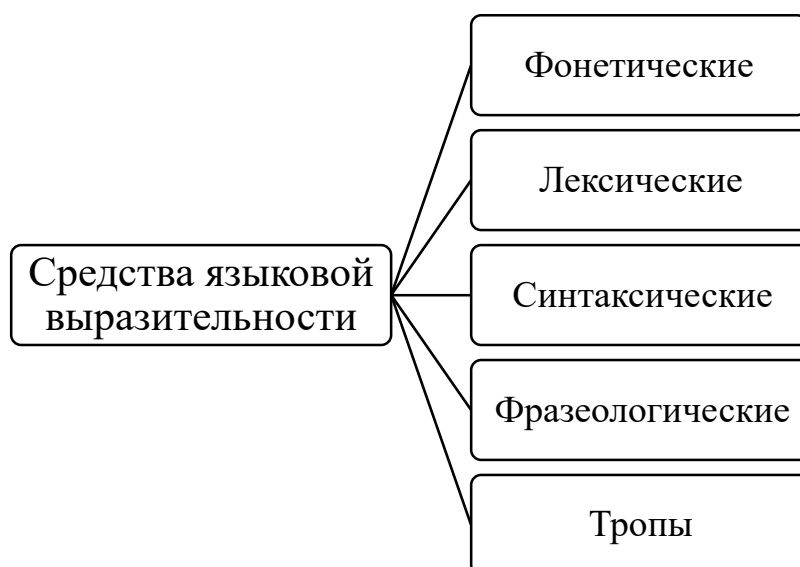 Фонетические
Лексические
Средства языковой
выразительности
Синтаксические
Фразеологические
Тропы